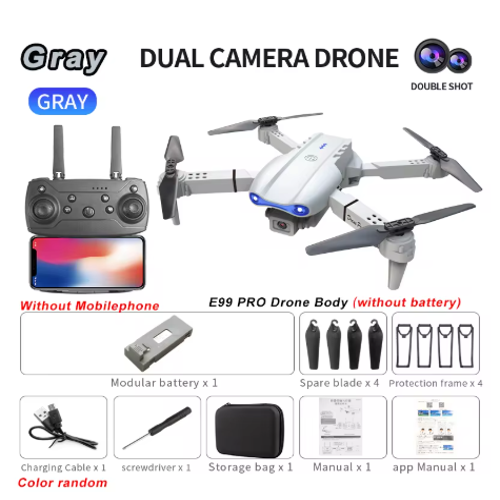 Gray
DUAL CAMERA DRONE
DOUBLE SHOT
GRAY
Without Mobilephone
E99 PRO Drone Body (without battery)
Modular battery x 1
Spare blade x 4
Protection frame x 4
Charging Cable x 1
screwdriver x 1
Storage bag x 1
Manual x 1
app Manual x 1
Color random